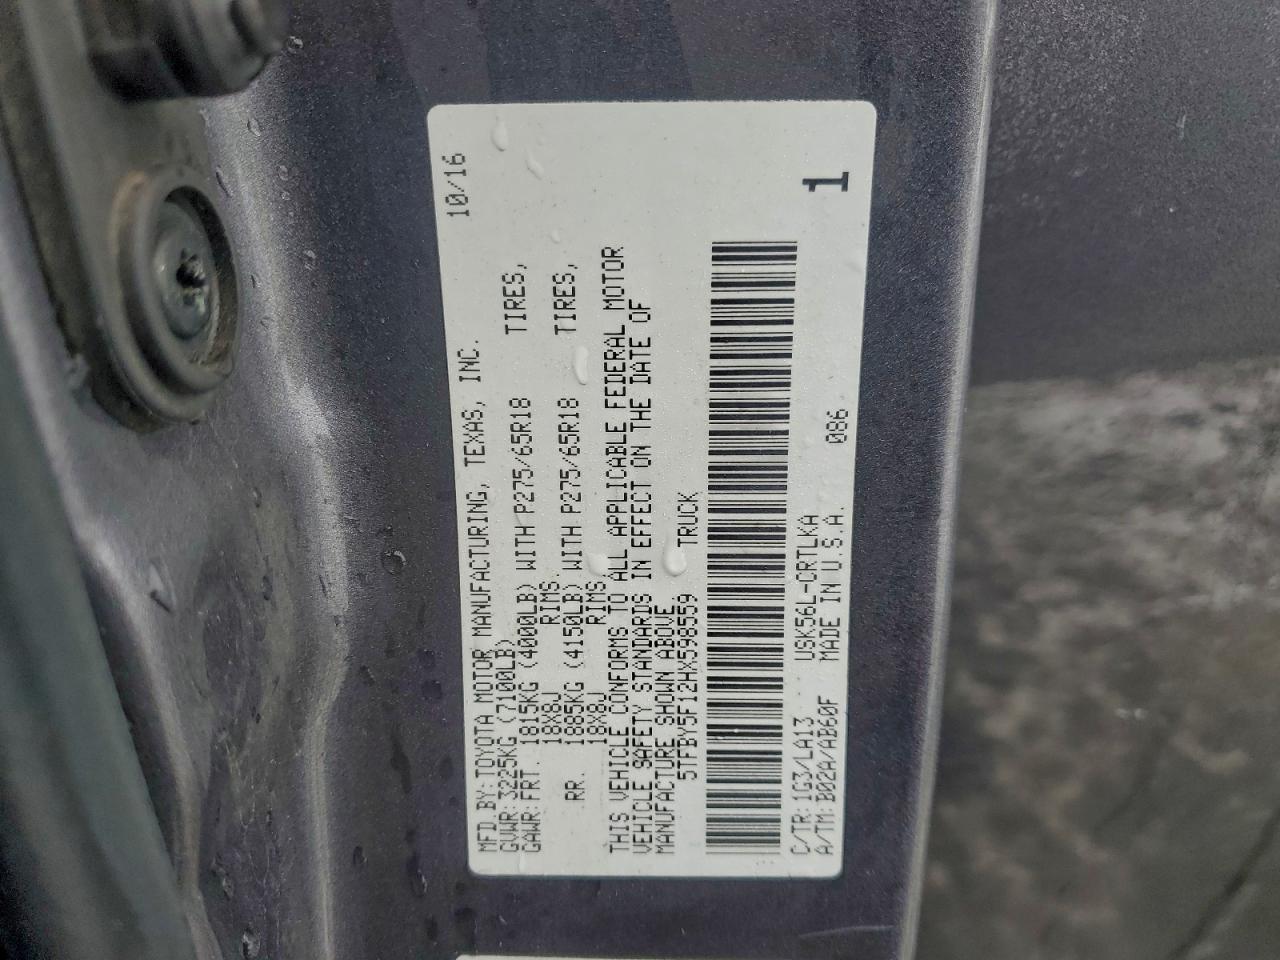 MFD.BY:TOYOTA MOTOR MANUFACTURING, TEXAS, INC. 10/16
GVWR:3225KG (7100LB)
GAWR:FRT. 1815KG (4000LB) WITH P275/65R18 TIRES,
18X8J RIMS.
RR. 1885KG (4150LB) WITH P275/65R18 TIRES,
18X8J RIMS
THIS VEHICLE CONFORMS TO ALL APPLICABLE FEDERAL MOTOR
VEHICLE SAFETY STANDARDS IN EFFECT ON THE DATE OF
MANUFACTURE SHOWN ABOVE.
5TFBY5F12HX598559 TRUCK
1
C/TR:1G3/LA13 USK56L-CRTLKA 086
A/TM:B02A/AB60F MADE IN U.S.A.